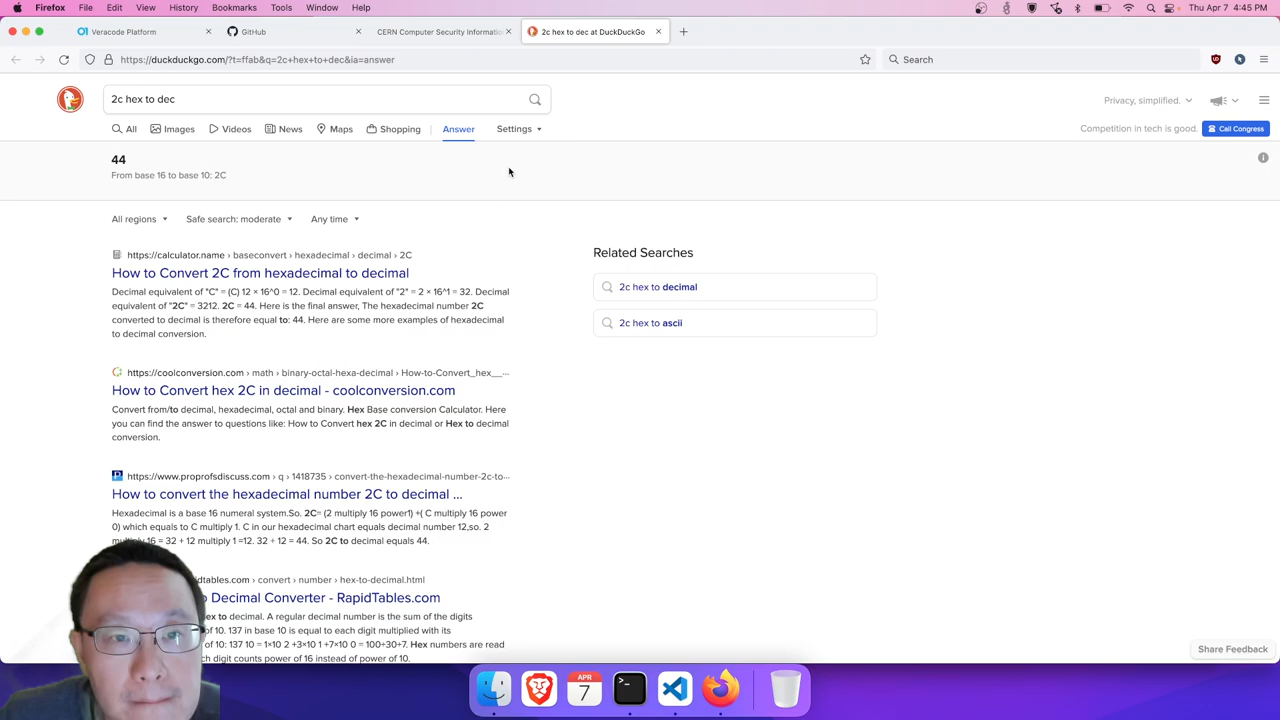 Firefox File Edit View History Bookmarks Tools Window Help Thu Apr 7 4:45 PM
Veracode Platform GitHub CERN Computer Security Informatio 2c hex to dec at DuckDuckGo
https://duckduckgo.com/?t=ffab&q=2c+hex+to+dec&ia=answer Search
2c hex to dec Privacy, simplified.
All Images Videos News Maps Shopping Answer Settings Competition in tech is good. Call Congress
44
From base 16 to base 10: 2C
All regions Safe search: moderate Any time
https://calculator.name › baseconvert › hexadecimal › decimal › 2C
How to Convert 2C from hexadecimal to decimal
Decimal equivalent of "C" = (C) 12 × 16^0 = 12. Decimal equivalent of "2" = 2 × 16^1 = 32. Decimal
equivalent of "2C" = 3212. 2C = 44. Here is the final answer, The hexadecimal number 2C
converted to decimal is therefore equal to: 44. Here are some more examples of hexadecimal
to decimal conversion.
https://coolconversion.com › math › binary-octal-hexa-decimal › How-to-Convert_hex__...
How to Convert hex 2C in decimal - coolconversion.com
Convert from/to decimal, hexadecimal, octal and binary. Hex Base conversion Calculator. Here
you can find the answer to questions like: How to Convert hex 2C in decimal or Hex to decimal
conversion.
https://www.proprofsdiscuss.com › q › 1418735 › convert-the-hexadecimal-number-2c-to-...
How to convert the hexadecimal number 2C to decimal ...
Hexadecimal is a base 16 numeral system.So. 2C= (2 multiply 16 power1) +( C multiply 16 power
0) which equals to C multiply 1. C in our hexadecimal chart equals decimal number 12,so. 2
multiply 16 = 32 + 12 multiply 1 =12. 32 + 12 = 44. So 2C to decimal equals 44.
dtables.com › convert › number › hex-to-decimal.html
o Decimal Converter - RapidTables.com
ex to decimal. A regular decimal number is the sum of the digits
of 10. 137 in base 10 is equal to each digit multiplied with its
of 10: 137 10 = 1×10 2 +3×10 1 +7×10 0 = 100+30+7. Hex numbers are read
ch digit counts power of 16 instead of power of 10.
Related Searches
2c hex to decimal
2c hex to ascii
Share Feedback
APR
7